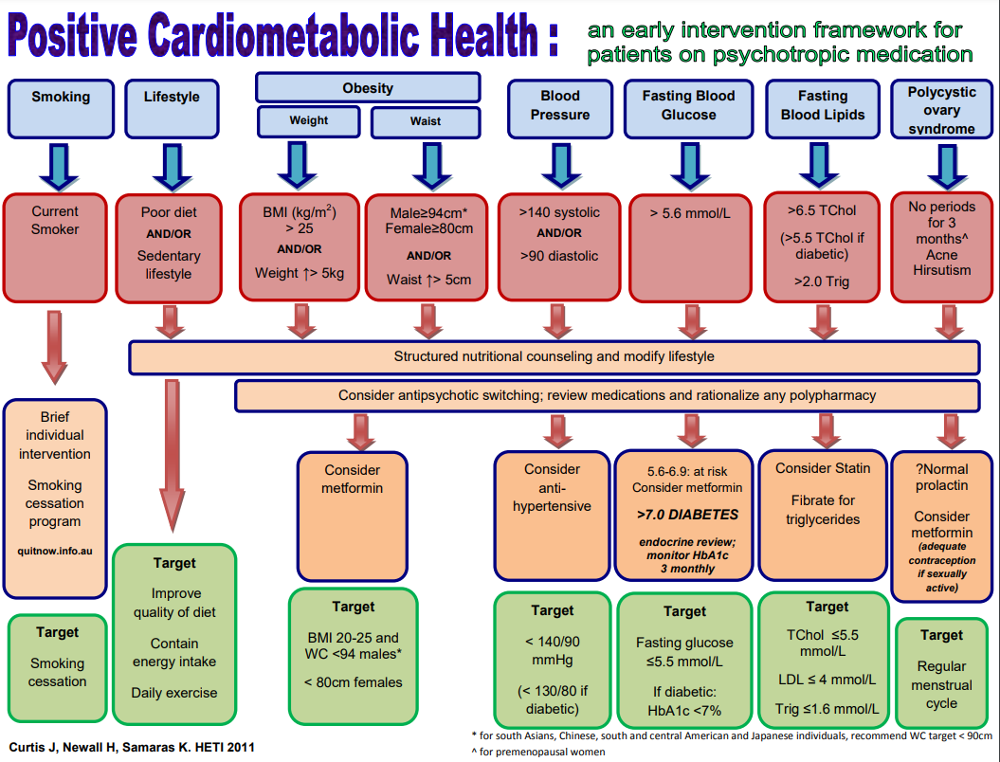 Positive Cardiometabolic Health :
an early intervention framework for
patients on psychotropic medication
Smoking
Lifestyle
Obesity
Weight
Waist
Blood
Pressure
Fasting Blood
Glucose
Fasting
Blood Lipids
Polycystic
ovary
syndrome
Current
Smoker
Poor diet
AND/OR
Sedentary
lifestyle
BMI (kg/m²)
> 25
AND/OR
Weight ↑> 5kg
Male≥94cm*
Female≥80cm
AND/OR
Waist ↑> 5cm
>140 systolic
AND/OR
>90 diastolic
> 5.6 mmol/L
>6.5 TChol
(>5.5 TChol if
diabetic)
>2.0 Trig
No periods
for 3
months^
Acne
Hirsutism
Structured nutritional counseling and modify lifestyle
Consider antipsychotic switching; review medications and rationalize any polypharmacy
Brief
individual
intervention
Smoking
cessation
program
quitnow.info.au
Consider
metformin
Consider
anti-
hypertensive
5.6-6.9: at risk
Consider metformin
>7.0 DIABETES
endocrine review;
monitor HbA1c
3 monthly
Consider Statin
Fibrate for
triglycerides
?Normal
prolactin
Consider
metformin
(adequate
contraception
if sexually
active)
Target
Smoking
cessation
Target
Improve
quality of diet
Contain
energy intake
Daily exercise
Target
BMI 20-25 and
WC <94 males*
< 80cm females
Target
< 140/90
mmHg
(< 130/80 if
diabetic)
Target
Fasting glucose
≤5.5 mmol/L
If diabetic:
HbA1c <7%
Target
TChol ≤5.5
mmol/L
LDL ≤ 4 mmol/L
Trig ≤1.6 mmol/L
Target
Regular
menstrual
cycle
Curtis J, Newall H, Samaras K. HETI 2011
* for south Asians, Chinese, south and central American and Japanese individuals, recommend WC target < 90cm
^ for premenopausal women